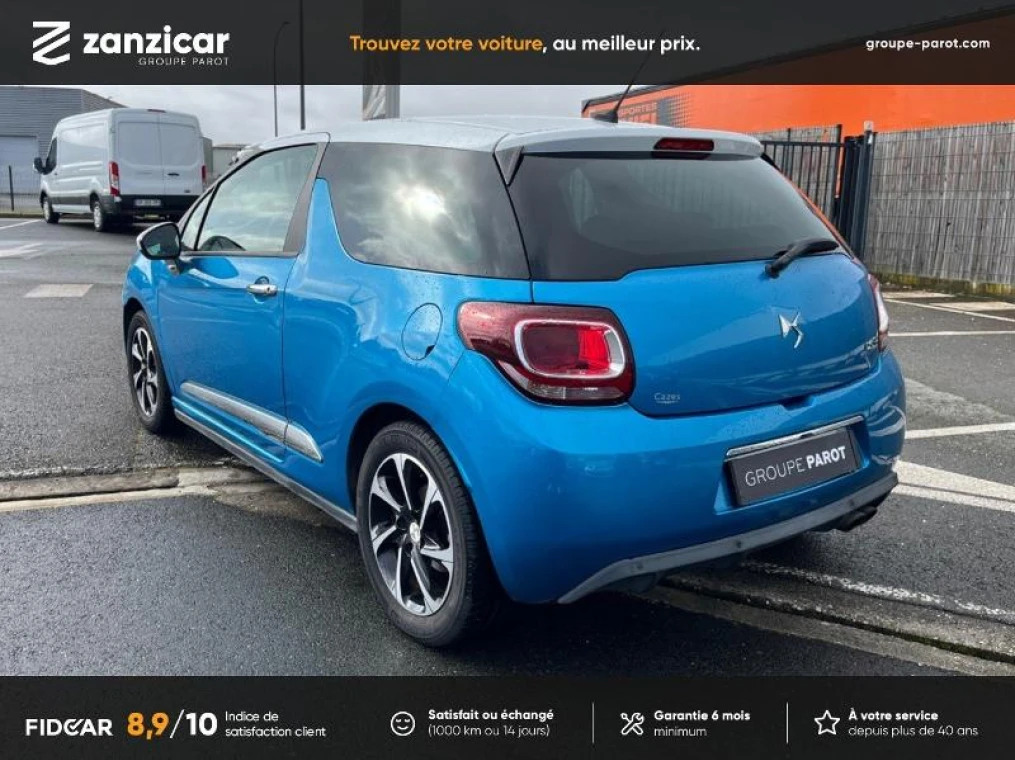 zanzicar
GROUPE PAROT
Trouvez votre voiture, au meilleur prix.
groupe-parot.com
Cazes
GROUPE PAROT
FIDCAR 8,9/10
Indice de
satisfaction client
Satisfait ou échangé
(1000 km ou 14 jours)
Garantie 6 mois
minimum
À votre service
depuis plus de 40 ans